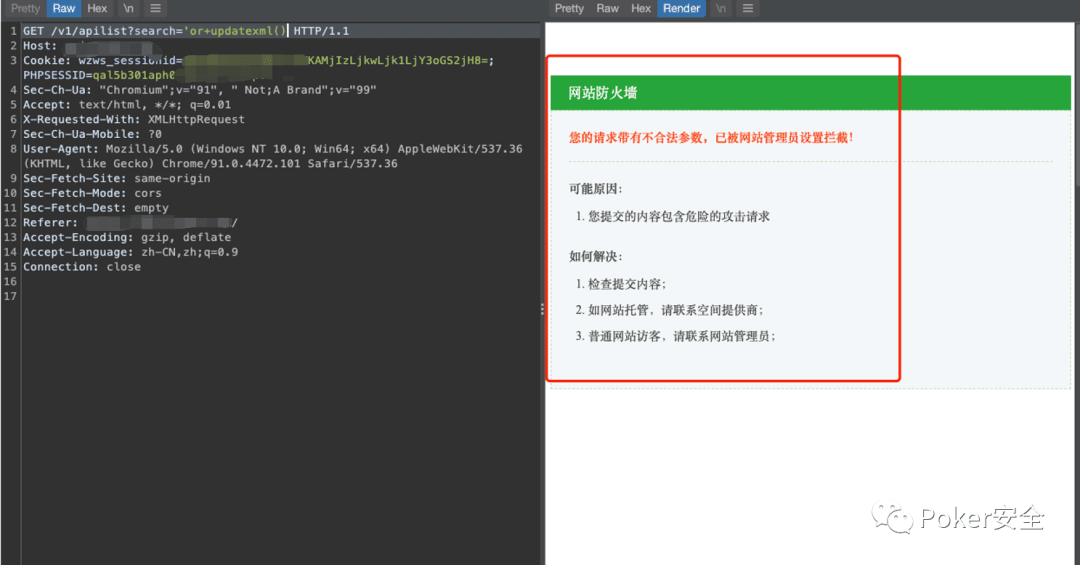 Pretty Raw Hex \n
1 GET /v1/apilist?search='or+updatexml() HTTP/1.1
2 Host:
3 Cookie: wzws_sessionid= KAMjIzLjkwLjk1LjY3oGS2jH8=;
PHPSESSID=qal5b301aph
4 Sec-Ch-Ua: "Chromium";v="91", " Not;A Brand";v="99"
5 Accept: text/html, */*; q=0.01
6 X-Requested-With: XMLHttpRequest
7 Sec-Ch-Ua-Mobile: ?0
8 User-Agent: Mozilla/5.0 (Windows NT 10.0; Win64; x64) AppleWebKit/537.36
(KHTML, like Gecko) Chrome/91.0.4472.101 Safari/537.36
9 Sec-Fetch-Site: same-origin
10 Sec-Fetch-Mode: cors
11 Sec-Fetch-Dest: empty
12 Referer: /
13 Accept-Encoding: gzip, deflate
14 Accept-Language: zh-CN,zh;q=0.9
15 Connection: close
16
17
Pretty Raw Hex Render \n
网站防火墙
您的请求带有不合法参数，已被网站管理员设置拦截！
可能原因：
1. 您提交的内容包含危险的攻击请求
如何解决：
1. 检查提交内容；
2. 如网站托管，请联系空间提供商；
3. 普通网站访客，请联系网站管理员；
Poker安全